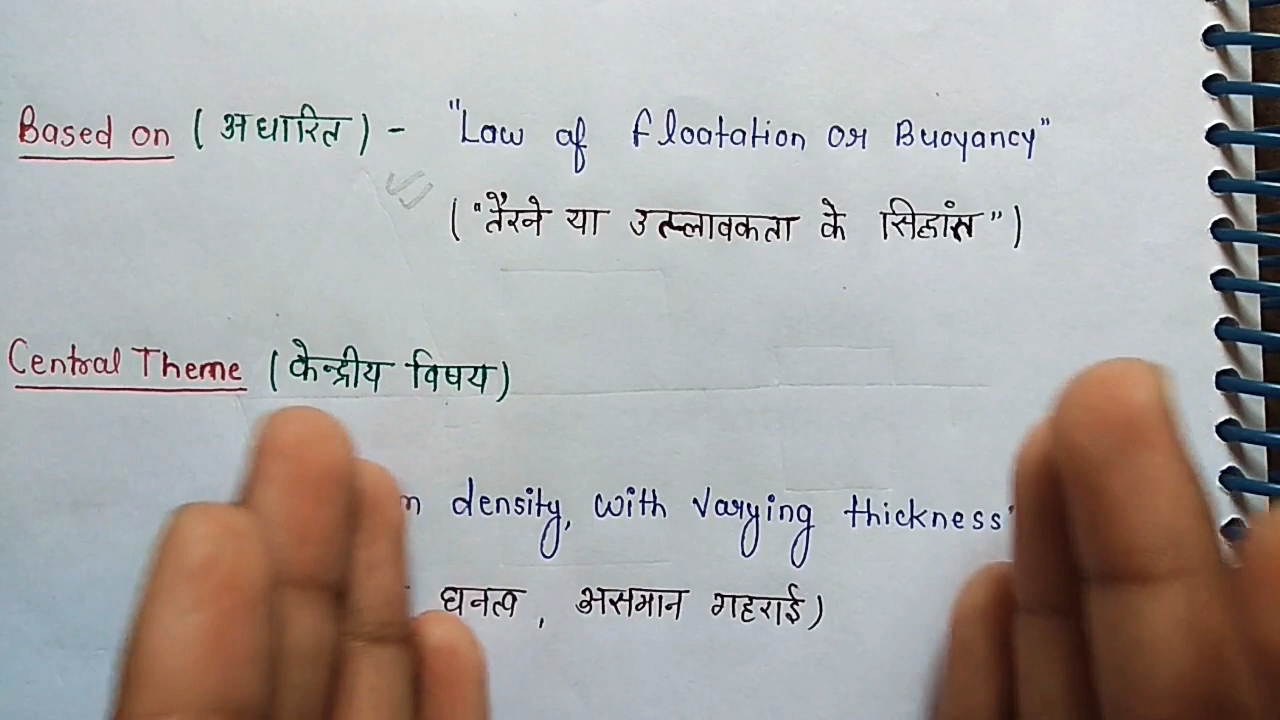 Based on (अधारित) - "Law of floatation or Buoyancy"
("तैरने या उत्प्लावकता के सिद्धांत")
Central Theme (केन्द्रीय विषय)
density, with varying thickness"
घनत्व, असमान गहराई)